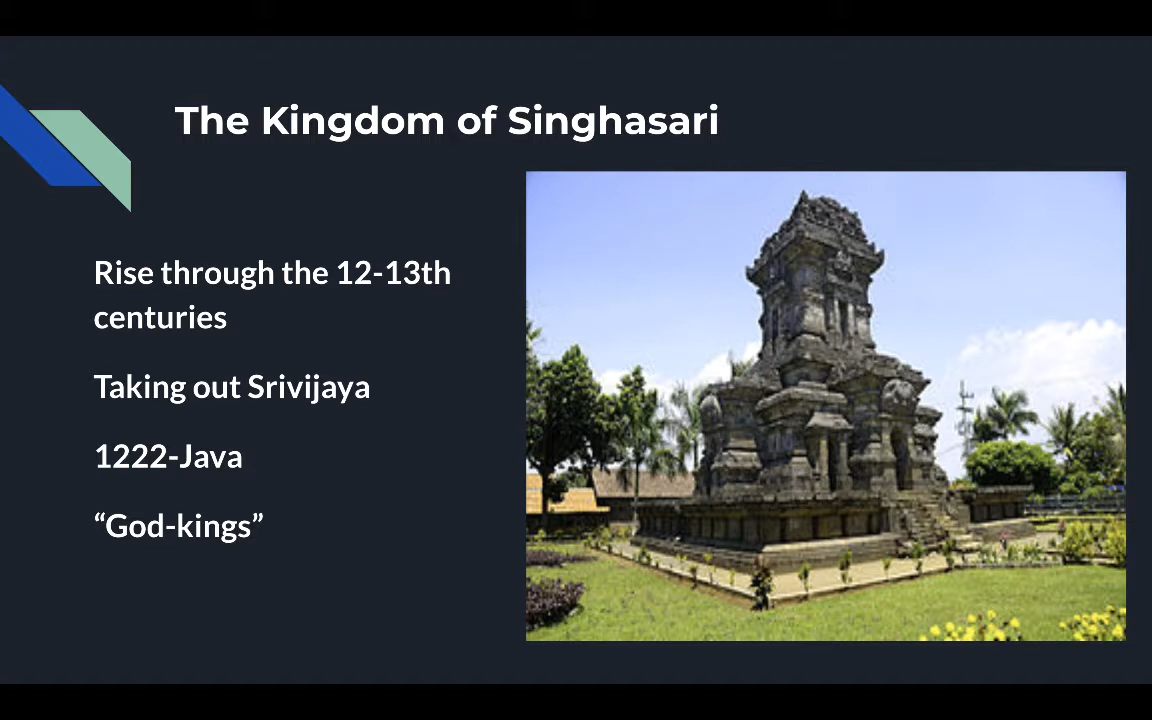 The Kingdom of Singhasari
Rise through the 12-13th
centuries
Taking out Srivijaya
1222-Java
“God-kings”